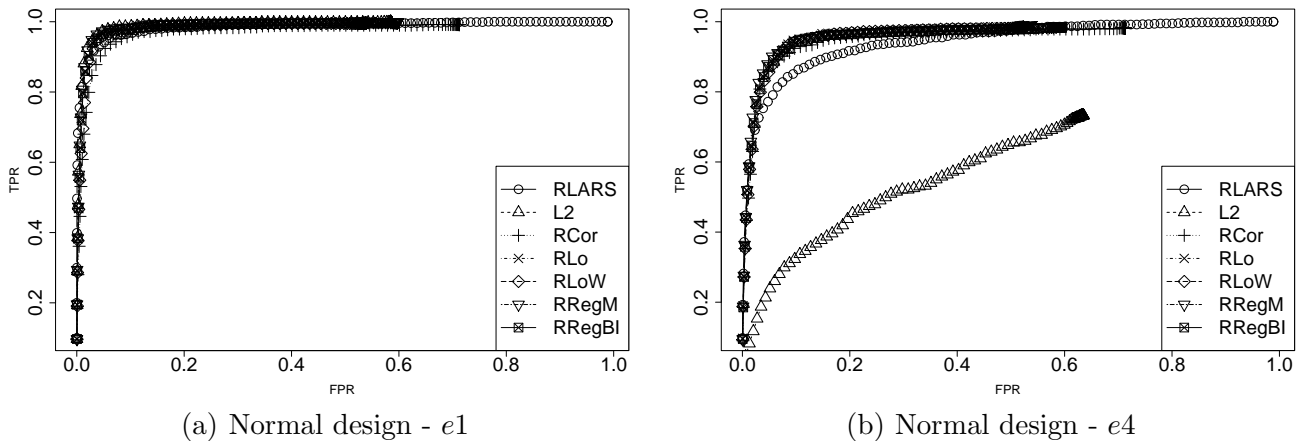 1.0
0.8
0.6
0.4
0.2
TPR
0.0 0.2 0.4 0.6 0.8 1.0
FPR
RLARS
L2
RCor
RLo
RLoW
RRegM
RRegBI
(a) Normal design - e1
1.0
0.8
0.6
0.4
0.2
TPR
0.0 0.2 0.4 0.6 0.8 1.0
FPR
RLARS
L2
RCor
RLo
RLoW
RRegM
RRegBI
(b) Normal design - e4